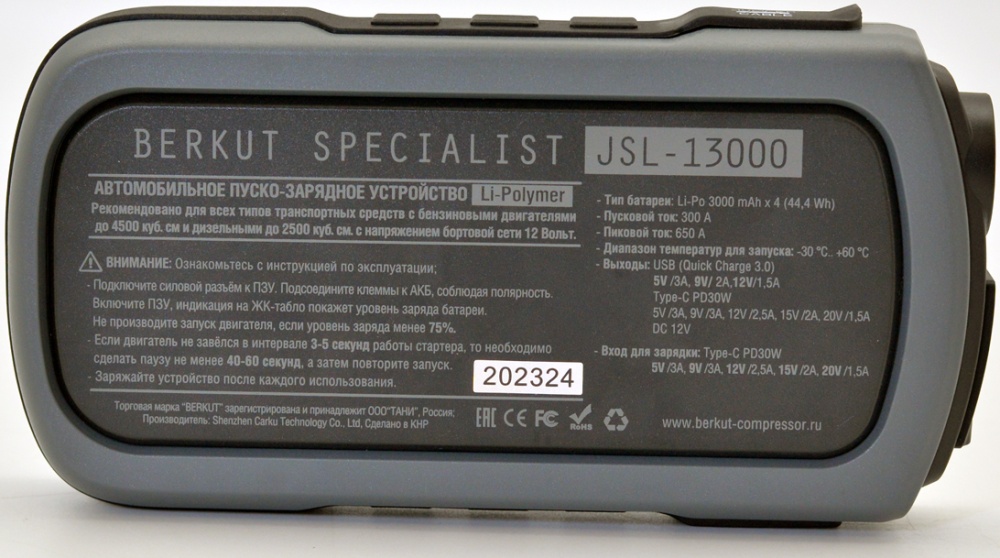 BERKUT SPECIALIST JSL-13000
АВТОМОБИЛЬНОЕ ПУСКО-ЗАРЯДНОЕ УСТРОЙСТВО Li-Polymer
Рекомендовано для всех типов транспортных средств с бензиновыми двигателями
до 4500 куб. см и дизельными до 2500 куб. см. с напряжением бортовой сети 12 Вольт.
ВНИМАНИЕ: Ознакомьтесь с инструкцией по эксплуатации;
- Подключите силовой разъём к ПЗУ. Подсоедините клеммы к АКБ, соблюдая полярность.
Включите ПЗУ, индикация на ЖК-табло покажет уровень заряда батареи.
Не производите запуск двигателя, если уровень заряда менее 75%.
- Если двигатель не завёлся в интервале 3-5 секунд работы стартера, то необходимо
сделать паузу не менее 40-60 секунд, а затем повторите запуск.
- Заряжайте устройство после каждого использования.
202324
Торговая марка "BERKUT" зарегистрирована и принадлежит ООО"ТАНИ", Россия;
Производитель: Shenzhen Carku Technology Co., Ltd, Сделано в КНР
EAC CE FC RoHS
- Тип батареи: Li-Po 3000 mAh x 4 (44,4 Wh)
- Пусковой ток: 300 А
- Пиковой ток: 650 А
- Диапазон температур для запуска: -30 °C.. +60 °C
- Выходы: USB (Quick Charge 3.0)
5V /3A, 9V/ 2A,12V/1,5A
Type-C PD30W
5V /3A, 9V /3A, 12V /2,5A, 15V /2A, 20V /1,5A
DC 12V
- Вход для зарядки: Type-C PD30W
5V /3A, 9V /3A, 12V /2,5A, 15V /2A, 20V /1,5A
www.berkut-compressor.ru